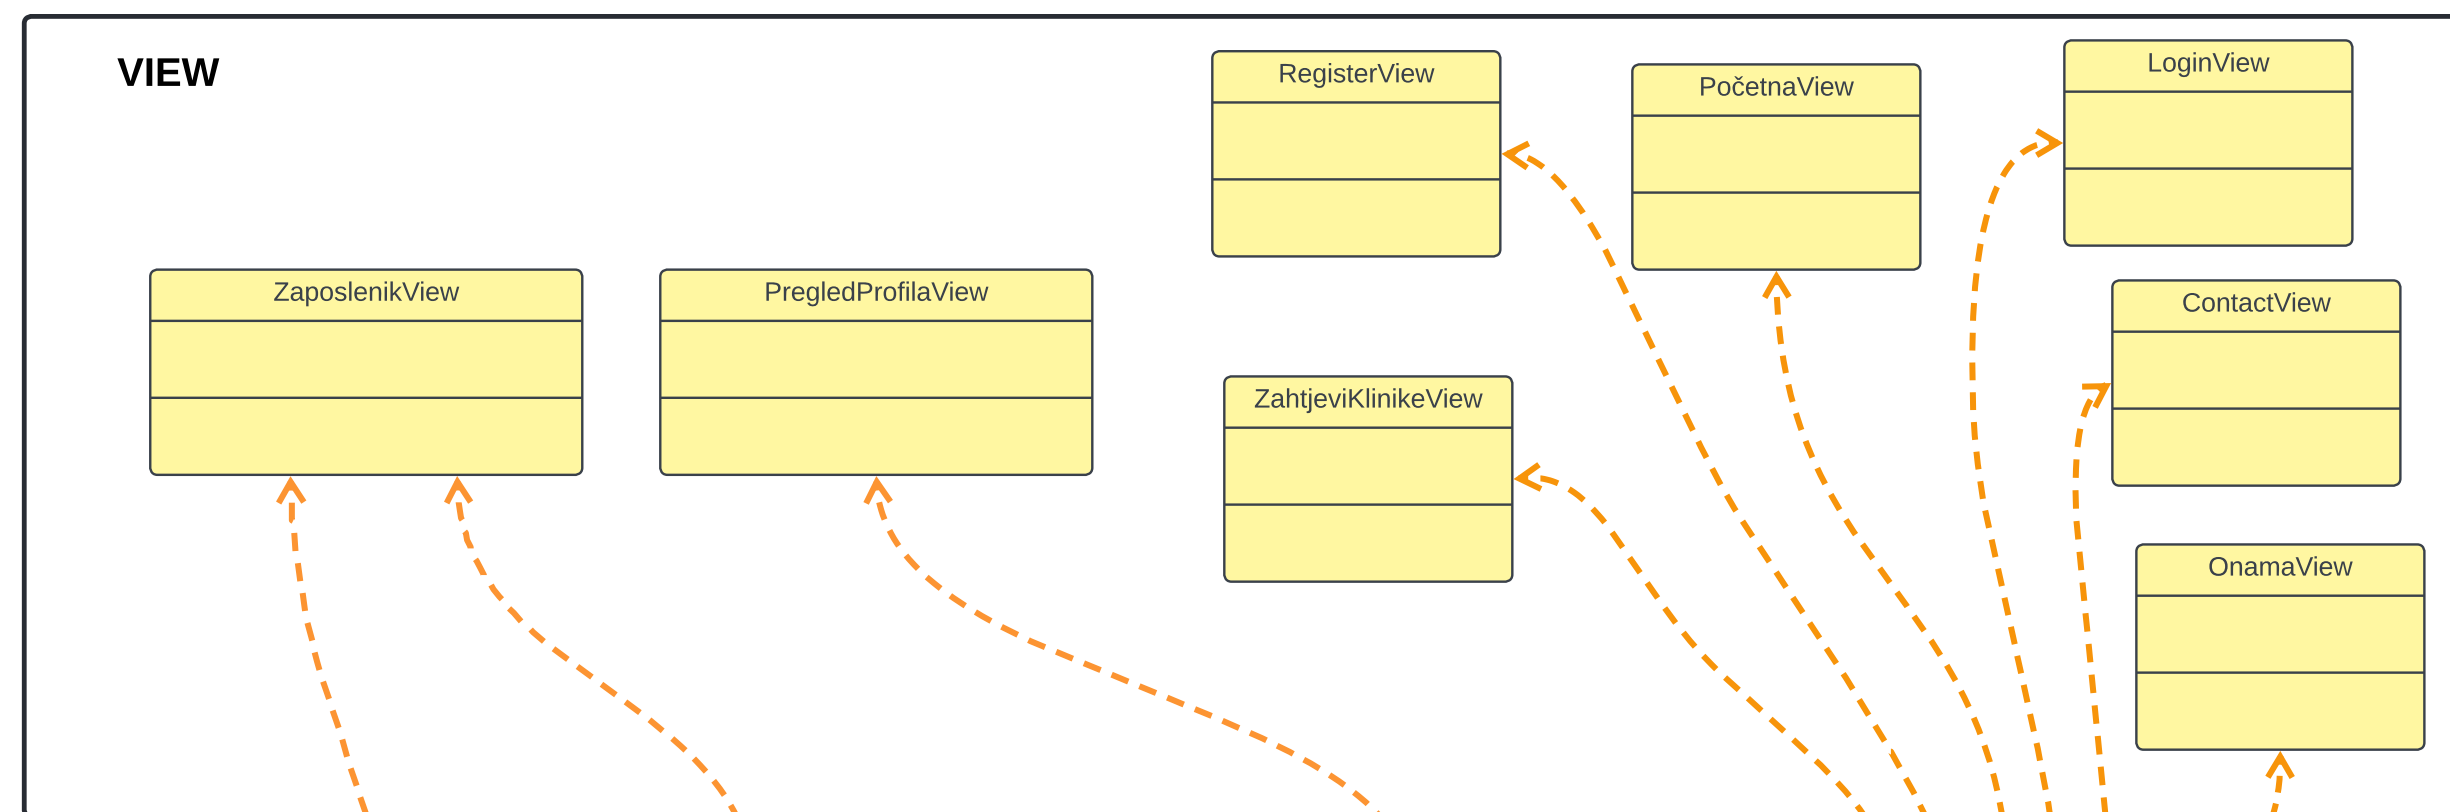 VIEW
RegisterView
PočetnaView
LoginView
ZaposlenikView
PregledProfilaView
ContactView
ZahtjeviKlinikeView
OnamaView